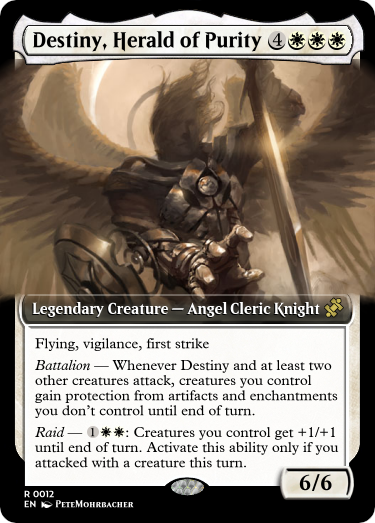 Destiny, Herald of Purity 4
Legendary Creature — Angel Cleric Knight
Flying, vigilance, first strike
Battalion — Whenever Destiny and at least two
other creatures attack, creatures you control
gain protection from artifacts and enchantments
you don't control until end of turn.
Raid — 1: Creatures you control get +1/+1
until end of turn. Activate this ability only if you
attacked with a creature this turn.
6/6
R 0012
EN PeteMohrbacher